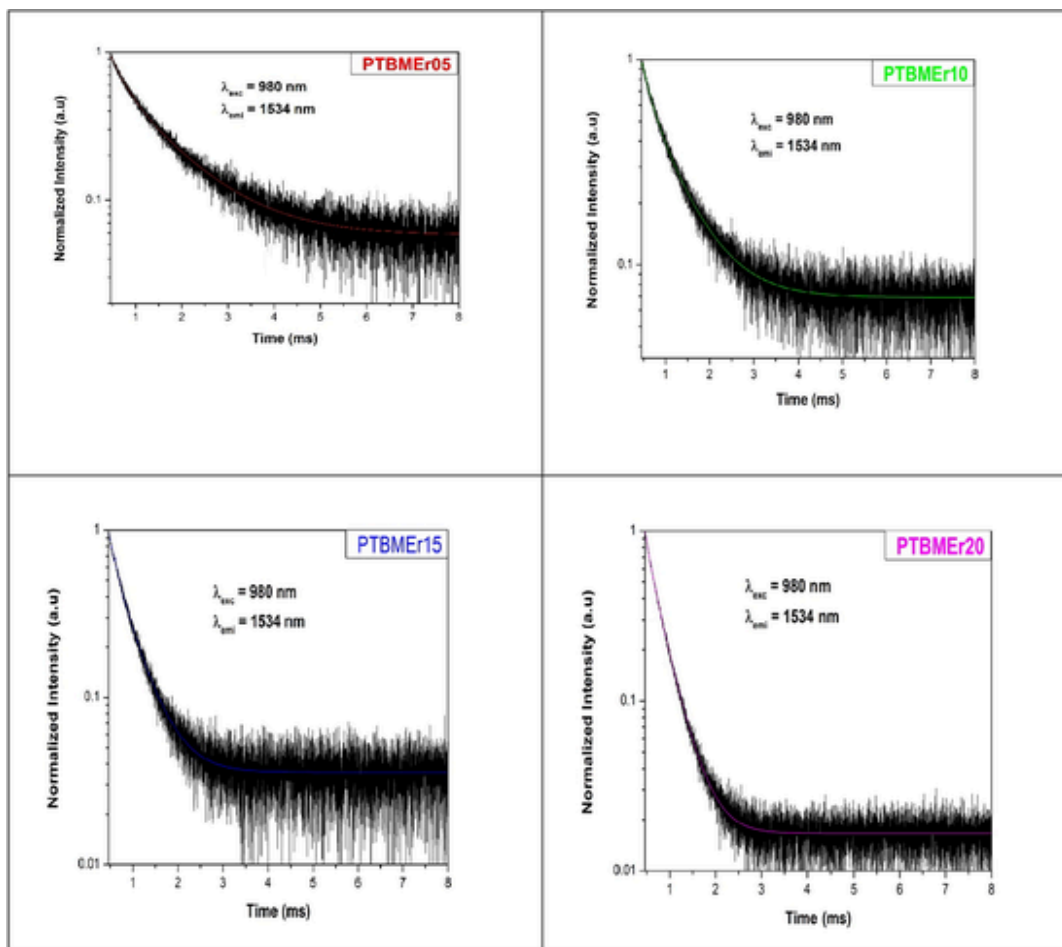 PTBMEr05
λexc = 980 nm
λemi = 1534 nm
Normalized Intensity (a.u)
1
0.1
1 2 3 4 5 6 7 8
Time (ms)
PTBMEr10
λexc = 980 nm
λemi = 1534 nm
Normalized Intensity (a.u)
1
0.1
1 2 3 4 5 6 7 8
Time (ms)
PTBMEr15
λexc = 980 nm
λemi = 1534 nm
Normalized Intensity (a.u)
1
0.1
0.01
1 2 3 4 5 6 7 8
Time (ms)
PTBMEr20
λexc = 980 nm
λemi = 1534 nm
Normalized Intensity (a.u)
1
0.1
0.01
1 2 3 4 5 6 7 8
Time (ms)